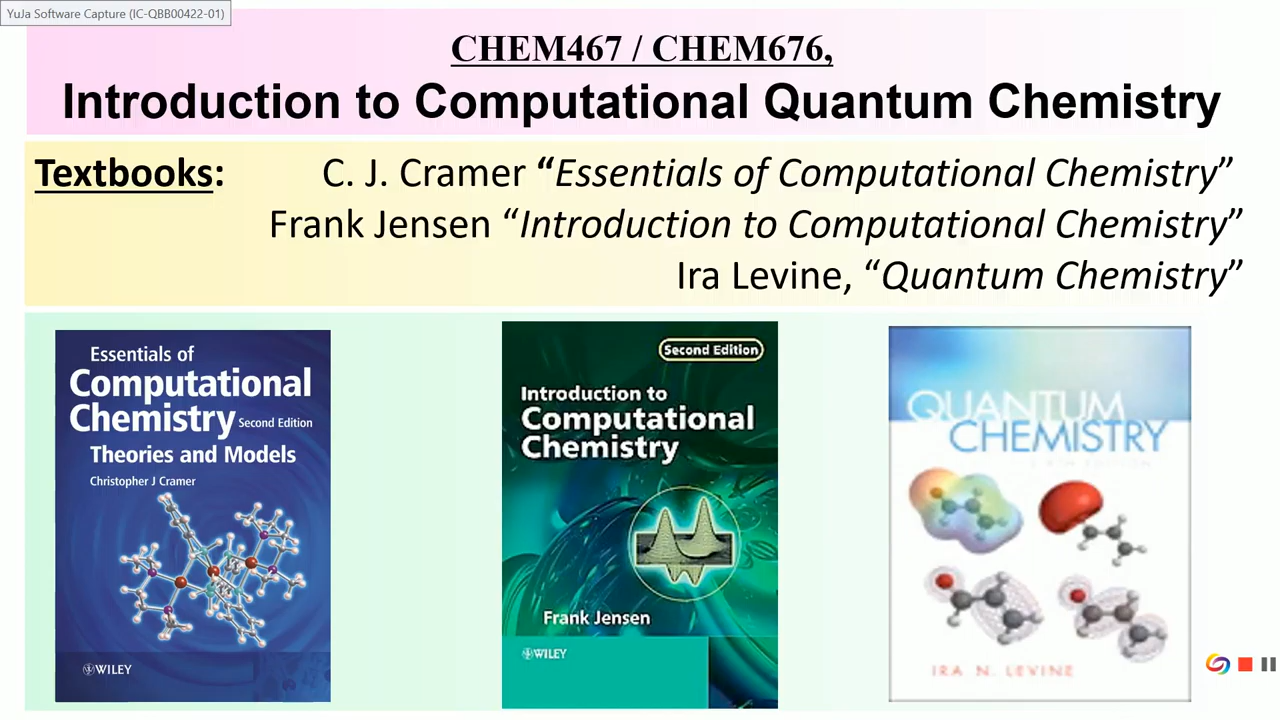 YuJa Software Capture (IC-QBB00422-01)
CHEM467 / CHEM676,
Introduction to Computational Quantum Chemistry
Textbooks: C. J. Cramer “Essentials of Computational Chemistry”
Frank Jensen “Introduction to Computational Chemistry”
Ira Levine, “Quantum Chemistry”
Essentials of
Computational
Chemistry Second Edition
Theories and Models
Christopher J Cramer
WILEY
Second Edition
Introduction to
Computational
Chemistry
Frank Jensen
WILEY
QUANTUM
CHEMISTRY
IRA N. LEVINE